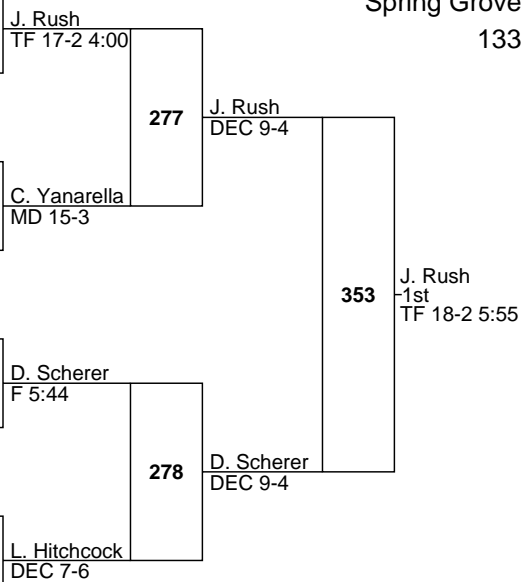 Spring Grove
133
J. Rush
TF 17-2 4:00
277
J. Rush
DEC 9-4
C. Yanarella
MD 15-3
353
J. Rush
1st
TF 18-2 5:55
D. Scherer
F 5:44
278
D. Scherer
DEC 9-4
L. Hitchcock
DEC 7-6